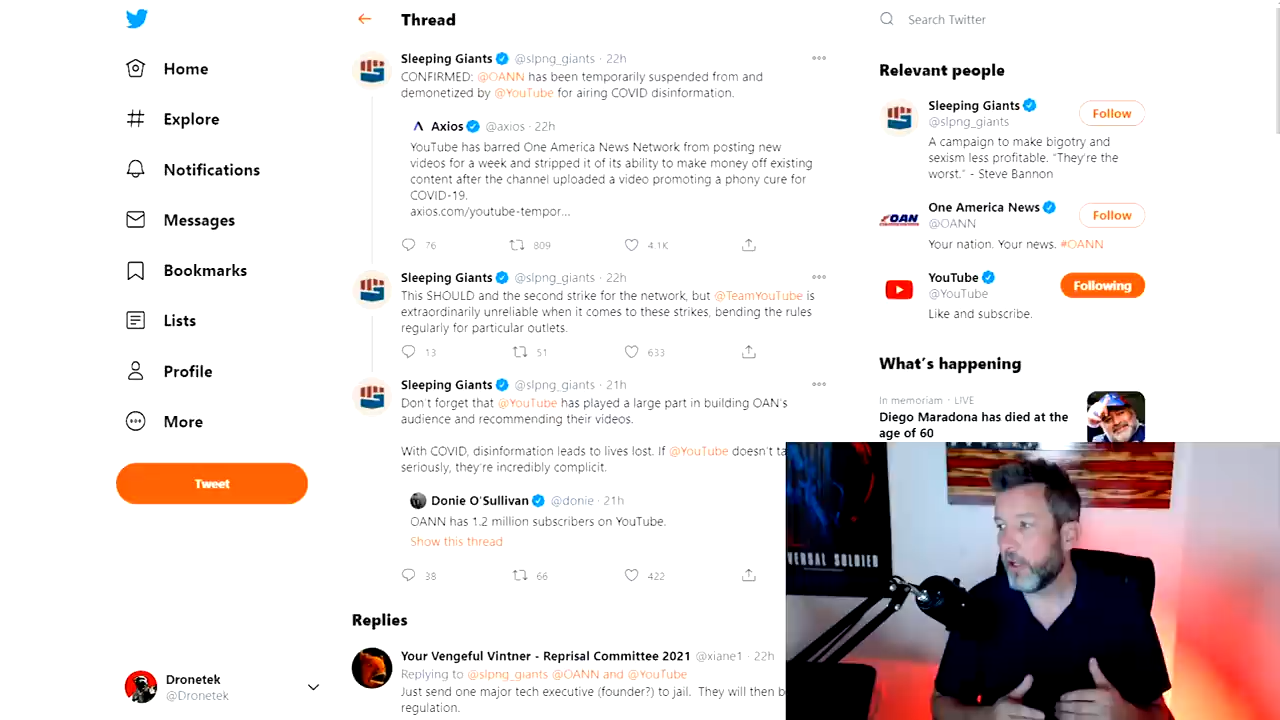 Home
Explore
Notifications
Messages
Bookmarks
Lists
Profile
More
Tweet
Dronetek
@Dronetek
Thread
Sleeping Giants @slpng_giants · 22h
CONFIRMED: @OANN has been temporarily suspended from and
demonetized by @YouTube for airing COVID disinformation.
Axios @axios · 22h
YouTube has barred One America News Network from posting new
videos for a week and stripped it of its ability to make money off existing
content after the channel uploaded a video promoting a phony cure for
COVID-19.
axios.com/youtube-tempor...
76 809 4.1K
Sleeping Giants @slpng_giants · 22h
This SHOULD and the second strike for the network, but @TeamYouTube is
extraordinarily unreliable when it comes to these strikes, bending the rules
regularly for particular outlets.
13 51 633
Sleeping Giants @slpng_giants · 21h
Don't forget that @YouTube has played a large part in building OAN's
audience and recommending their videos.
With COVID, disinformation leads to lives lost. If @YouTube doesn't ta
seriously, they're incredibly complicit.
Donie O'Sullivan @donie · 21h
OANN has 1.2 million subscribers on YouTube.
Show this thread
38 66 422
Replies
Your Vengeful Vintner - Reprisal Committee 2021 @xiane1 · 22h
Replying to @slpng_giants @OANN and @YouTube
Just send one major tech executive (founder?) to jail. They will then b
regulation.
Search Twitter
Relevant people
Sleeping Giants
@slpng_giants
Follow
A campaign to make bigotry and
sexism less profitable. "They're the
worst." - Steve Bannon
OAN
One America News
@OANN
Follow
Your nation. Your news. #OANN
YouTube
@YouTube
Following
Like and subscribe.
What's happening
In memoriam · LIVE
Diego Maradona has died at the
age of 60
VERSAL SOLDIER